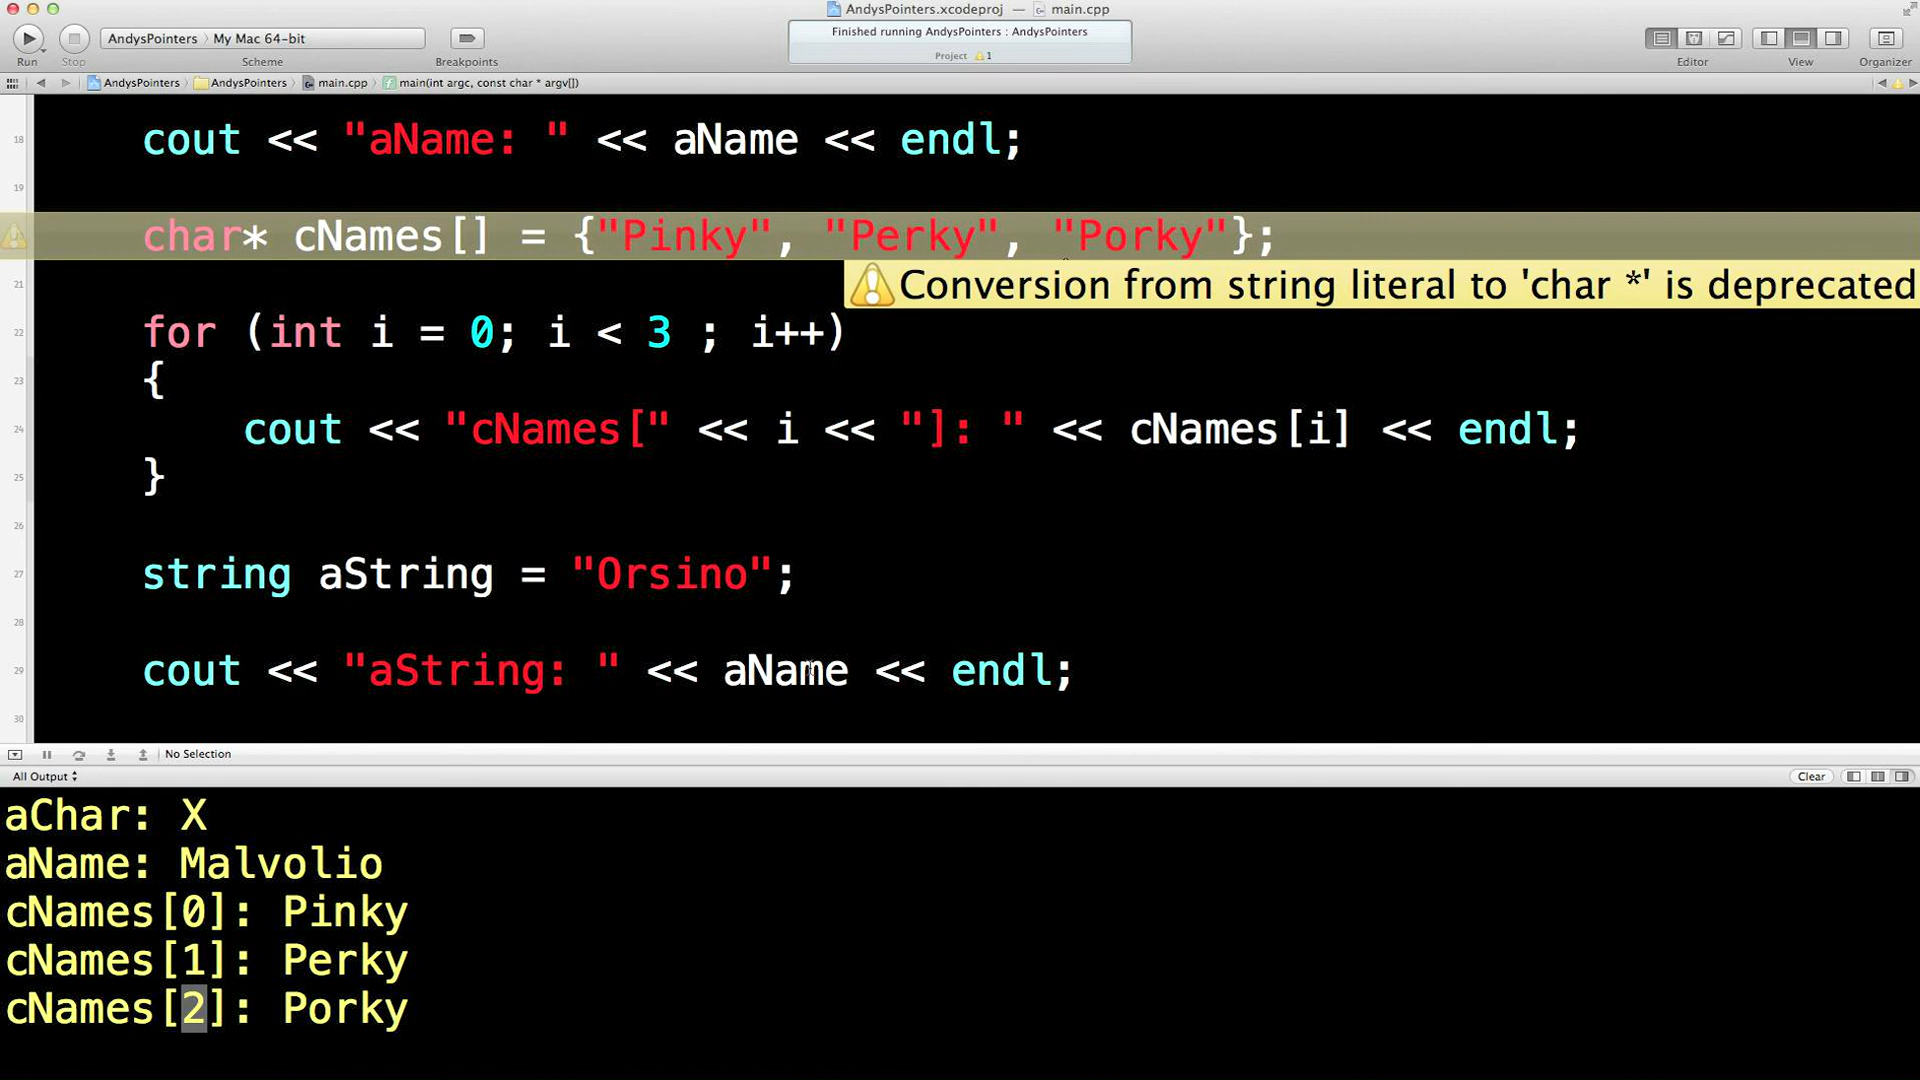 AndysPointers.xcodeproj — main.cpp
Run Stop
AndysPointers > My Mac 64-bit
Scheme
Breakpoints
Finished running AndysPointers : AndysPointers
Project 1
Editor View Organizer
AndysPointers > AndysPointers > main.cpp > main(int argc, const char * argv[])
18 cout << "aName: " << aName << endl;
19
char* cNames[] = {"Pinky", "Perky", "Porky"};
Conversion from string literal to 'char *' is deprecated
21
22 for (int i = 0; i < 3 ; i++)
23 {
24 cout << "cNames[" << i << "]: " << cNames[i] << endl;
25 }
26
27 string aString = "Orsino";
28
29 cout << "aString: " << aName << endl;
30
No Selection
All Output Clear
aChar: X
aName: Malvolio
cNames[0]: Pinky
cNames[1]: Perky
cNames[2]: Porky